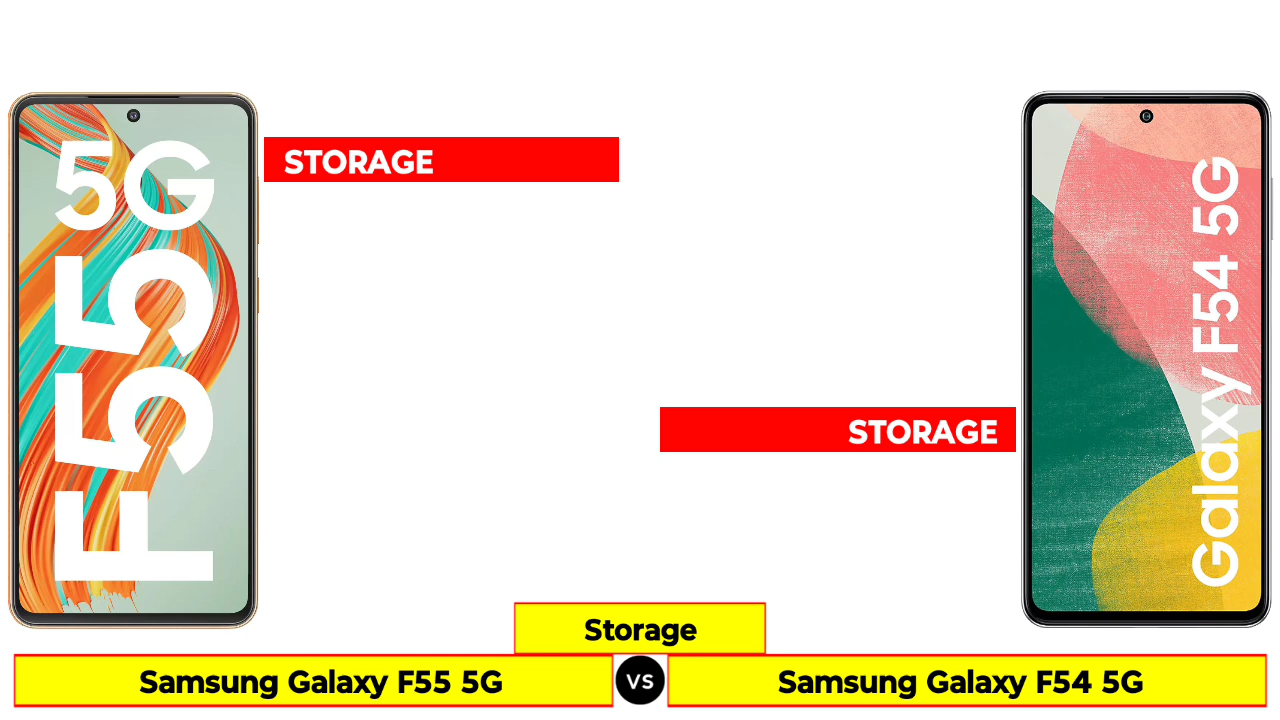 5G
F55
STORAGE
Galaxy F54 5G
STORAGE
Storage
Samsung Galaxy F55 5G
VS
Samsung Galaxy F54 5G